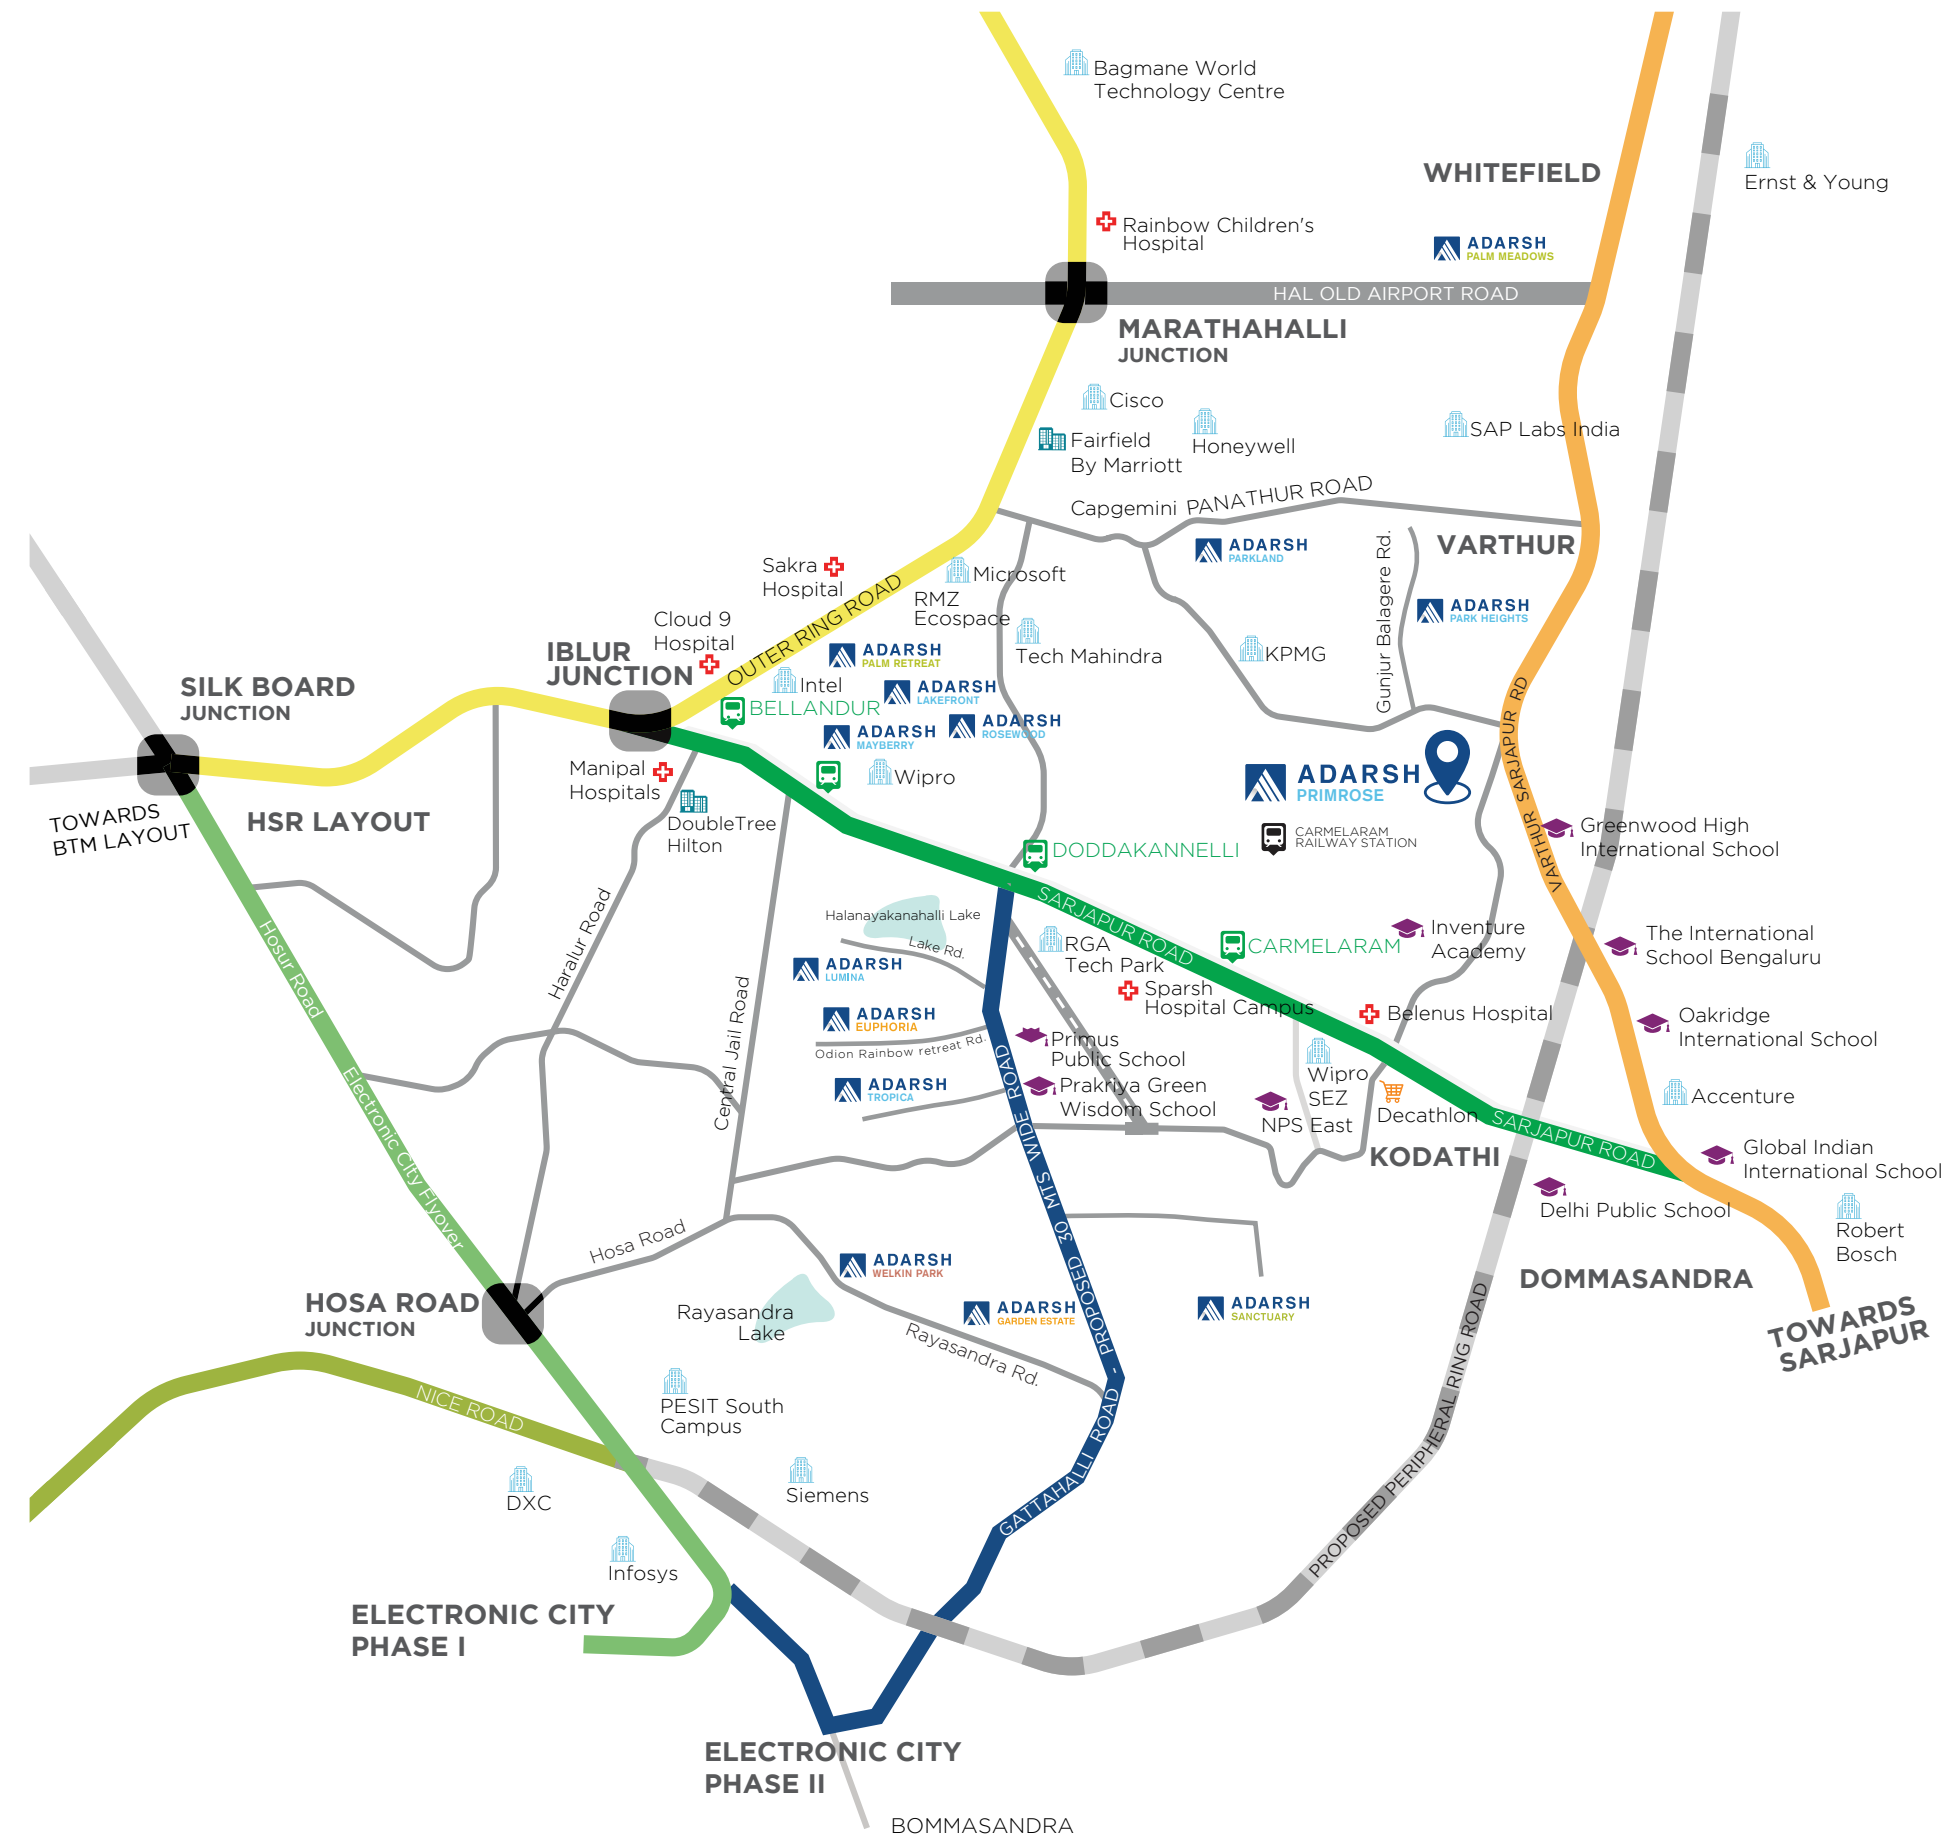 Bagmane World
Technology Centre
WHITEFIELD
Ernst & Young
Rainbow Children's
Hospital
ADARSH
PALM MEADOWS
HAL OLD AIRPORT ROAD
MARATHAHALLI
JUNCTION
Cisco
Fairfield
By Marriott
Honeywell
SAP Labs India
Capgemini
PANATHUR ROAD
ADARSH
PARKLAND
Gunjur Balagere Rd.
VARTHUR
ADARSH
PARK HEIGHTS
Sakra
Hospital
Microsoft
RMZ
Ecospace
Cloud 9
Hospital
OUTER RING ROAD
Tech Mahindra
KPMG
IBLUR
JUNCTION
ADARSH
PALM RETREAT
Intel
ADARSH
LAKEFRONT
BELLANDUR
ADARSH
ROSEWOOD
ADARSH
MAYBERRY
SILK BOARD
JUNCTION
VARTHUR SARJAPUR RD
Manipal
Hospitals
Wipro
ADARSH
PRIMROSE
TOWARDS
BTM LAYOUT
HSR LAYOUT
DoubleTree
Hilton
CARMELARAM
RAILWAY STATION
DODDAKANNELLI
VARTHUR
Greenwood High
International School
Hosur Road
Haralur Road
Halanayakanahalli Lake
Lake Rd.
SARJAPUR ROAD
RGA
Tech Park
CARMELARAM
Inventure
Academy
The International
School Bengaluru
ADARSH
LUMINA
Sparsh
Hospital Campus
Belenus Hospital
Oakridge
International School
ADARSH
EUPHORIA
Odion Rainbow retreat Rd.
Central Jail Road
Primus
Public School
Prakriya Green
Wisdom School
ADARSH
TROPICA
Wipro
SEZ
NPS East
Decathlon
Accenture
Electronic City Flyover
KODATHI
SARJAPUR ROAD
Global Indian
International School
Delhi Public School
Robert
Bosch
Hosa Road
ADARSH
WELKIN PARK
DOMMASANDRA
HOSA ROAD
JUNCTION
Rayasandra
Lake
ADARSH
GARDEN ESTATE
ADARSH
SANCTUARY
TOWARDS
SARJAPUR
Rayasandra Rd.
NICE ROAD
PESIT South
Campus
GATTAHALLI ROAD - PROPOSED 30 MTS WIDE ROAD
PROPOSED PERIPHERAL RING ROAD
DXC
Siemens
Infosys
ELECTRONIC CITY
PHASE I
ELECTRONIC CITY
PHASE II
BOMMASANDRA